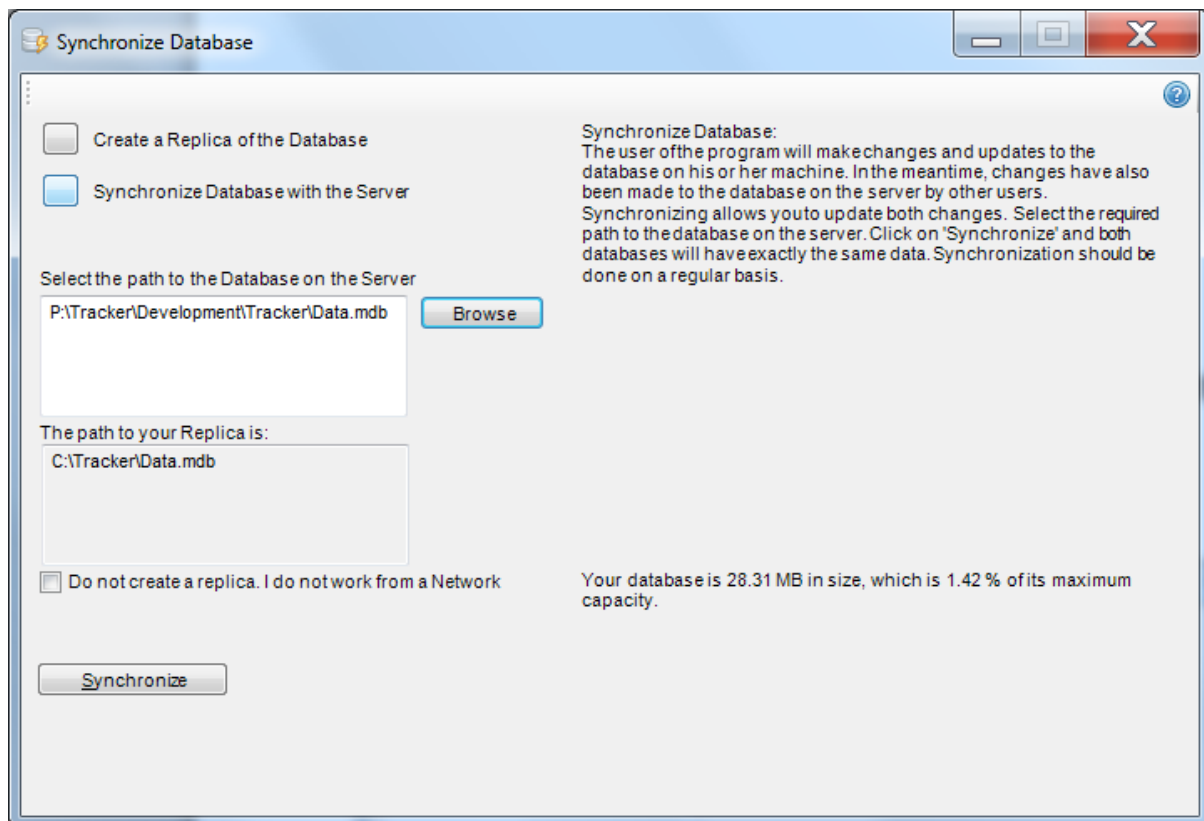 Synchronize Database
Create a Replica of the Database
Synchronize Database with the Server
Select the path to the Database on the Server
P:\Tracker\Development\Tracker\Data.mdb
Browse
The path to your Replica is:
C:\Tracker\Data.mdb
Do not create a replica. I do not work from a Network
Synchronize
Synchronize Database:
The user of the program will make changes and updates to the
database on his or her machine. In the meantime, changes have also
been made to the database on the server by other users.
Synchronizing allows you to update both changes. Select the required
path to the database on the server. Click on 'Synchronize' and both
databases will have exactly the same data. Synchronization should be
done on a regular basis.
Your database is 28.31 MB in size, which is 1.42 % of its maximum
capacity.